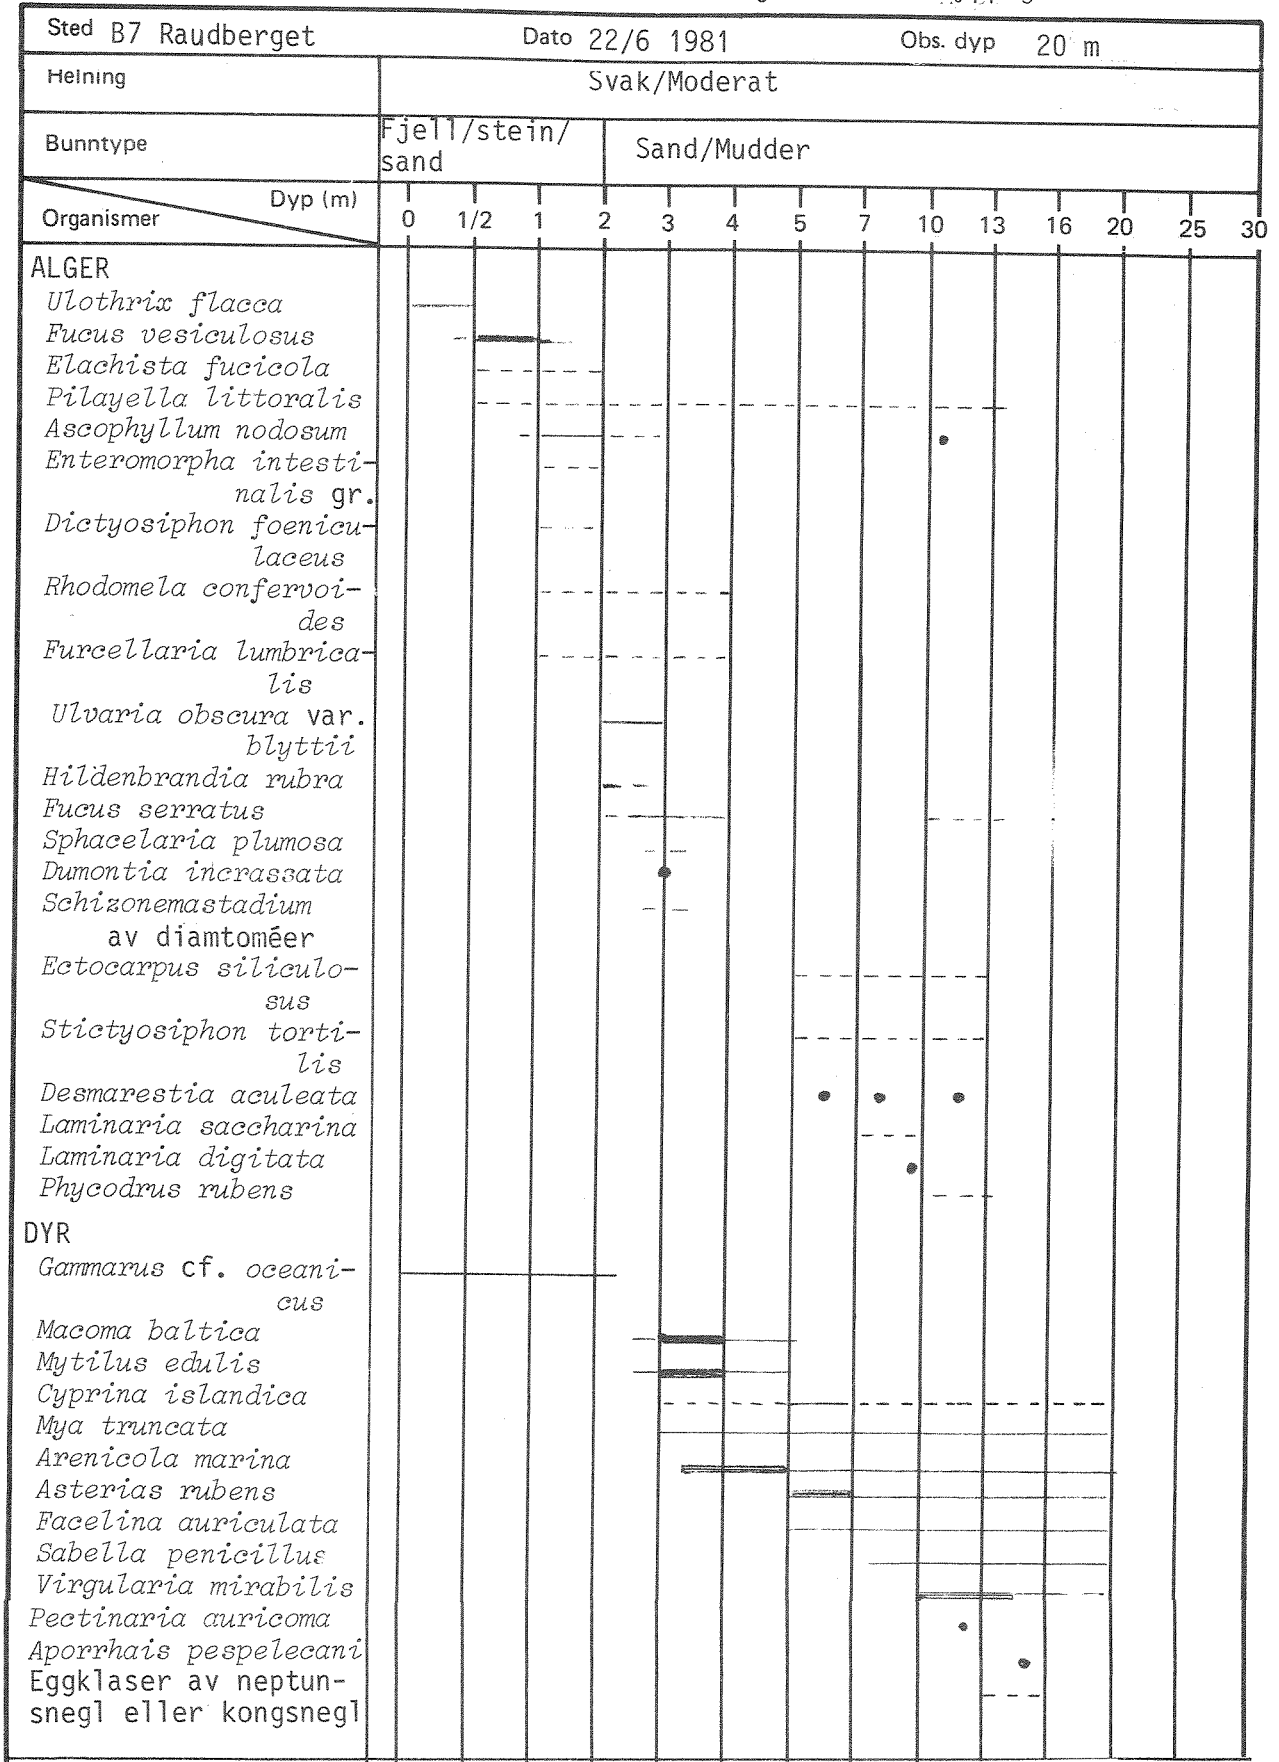 Sted B7 Raudberget Dato 22/6 1981 Obs. dyp 20 m
Helning Svak/Moderat
Bunntype Fjell/stein/ Sand/Mudder
sand
Dyp (m)
Organismer 0 1/2 1 2 3 4 5 7 10 13 16 20 25 30
ALGER
Ulothrix flacca
Fucus vesiculosus
Elachista fucicola
Pilayella littoralis
Ascophyllum nodosum
Enteromorpha intesti-
nalis gr.
Dictyosiphon foenicu-
laceus
Rhodomela confervoi-
des
Furcellaria lumbrica-
lis
Ulvaria obscura var.
blyttii
Hildenbrandia rubra
Fucus serratus
Sphacelaria plumosa
Dumontia incrassata
Schizonemastadium
av diamtoméer
Ectocarpus siliculo-
sus
Stictyosiphon torti-
lis
Desmarestia aculeata
Laminaria saccharina
Laminaria digitata
Phycodrus rubens
DYR
Gammarus cf. oceani-
cus
Macoma baltica
Mytilus edulis
Cyprina islandica
Mya truncata
Arenicola marina
Asterias rubens
Facelina auriculata
Sabella penicillus
Virgularia mirabilis
Pectinaria auricoma
Aporrhais pespelecani
Eggklaser av neptun-
snegl eller kongsnegl